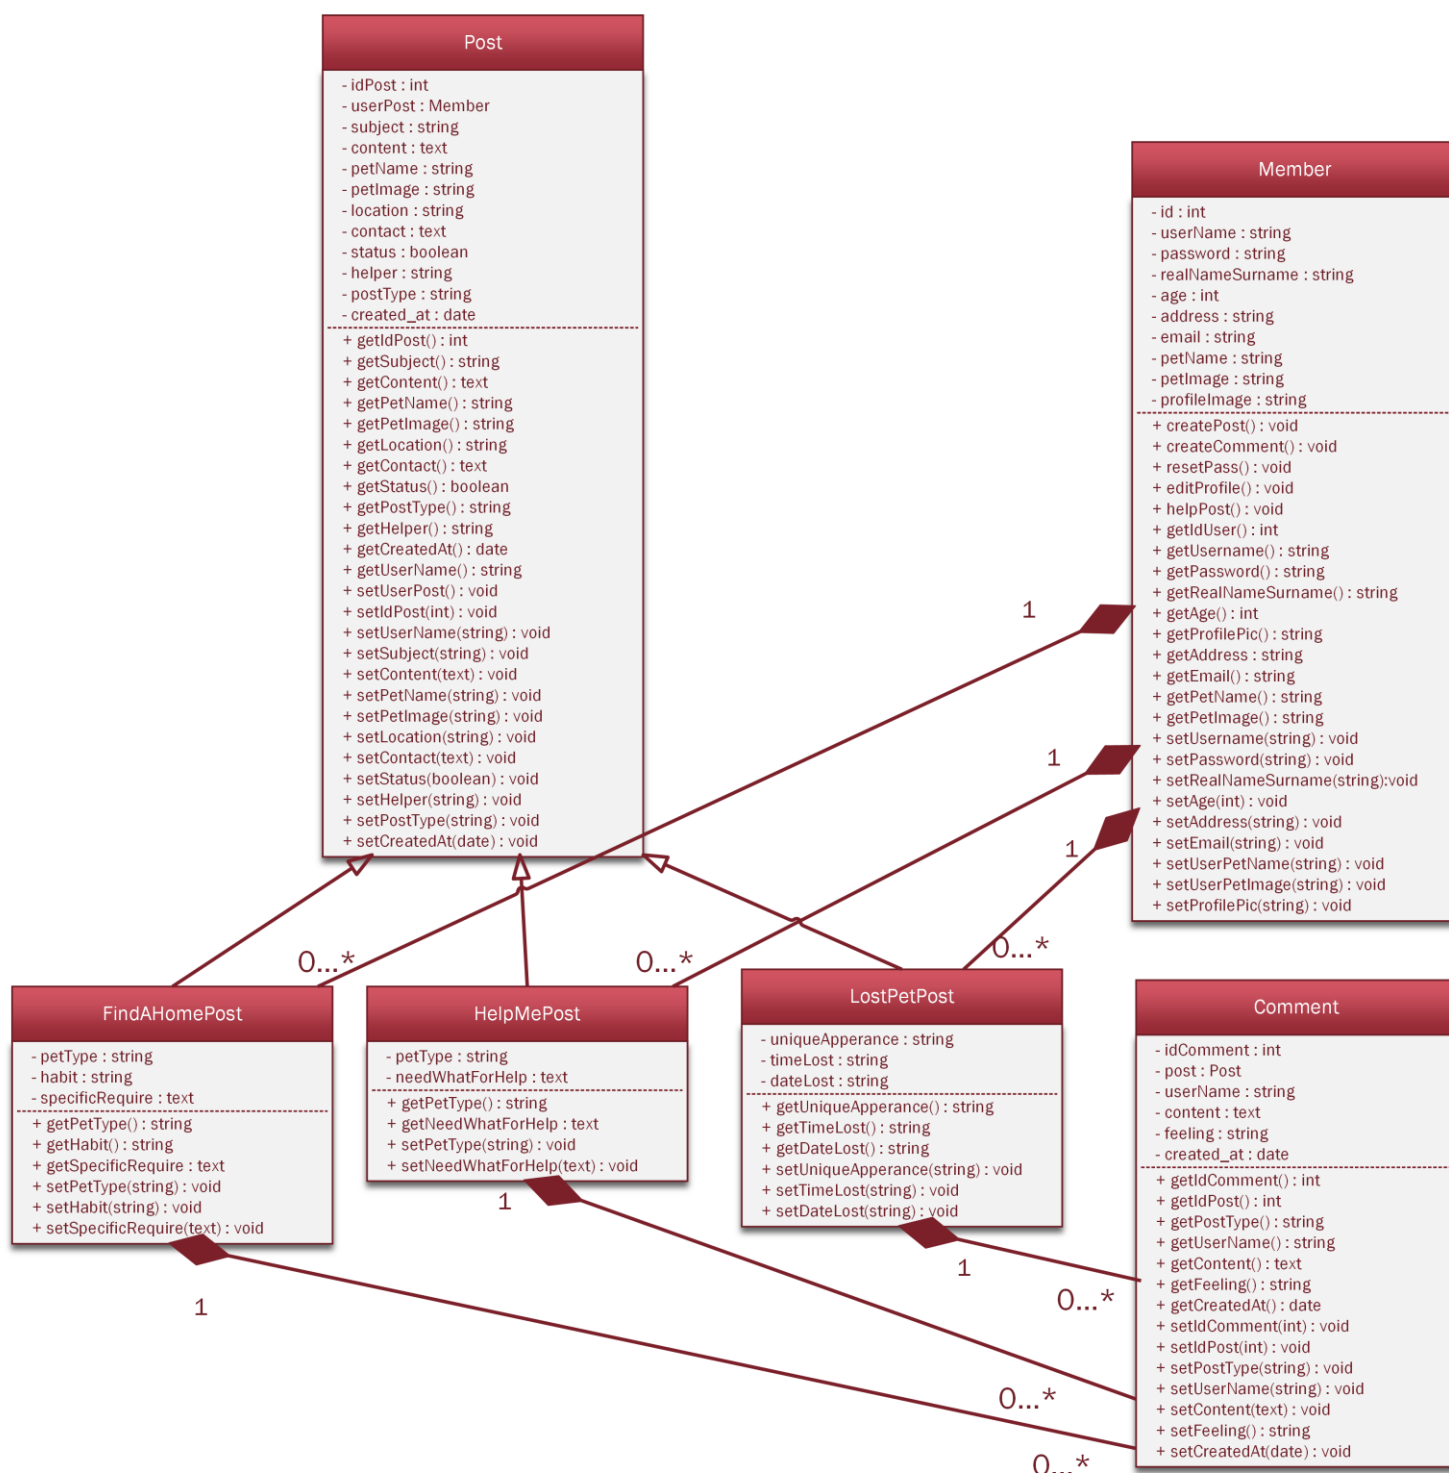 Post
- idPost : int
- userPost : Member
- subject : string
- content : text
- petName : string
- petImage : string
- location : string
- contact : text
- status : boolean
- helper : string
- postType : string
- created_at : date
+ getIdPost() : int
+ getSubject() : string
+ getContent() : text
+ getPetName() : string
+ getPetImage() : string
+ getLocation() : string
+ getContact() : text
+ getStatus() : boolean
+ getPostType() : string
+ getHelper() : string
+ getCreatedAt() : date
+ getUserName() : string
+ setUserPost() : void
+ setIdPost(int) : void
+ setUserName(string) : void
+ setSubject(string) : void
+ setContent(text) : void
+ setPetName(string) : void
+ setPetImage(string) : void
+ setLocation(string) : void
+ setContact(text) : void
+ setStatus(boolean) : void
+ setHelper(string) : void
+ setPostType(string) : void
+ setCreatedAt(date) : void
Member
- id : int
- userName : string
- password : string
- realNameSurname : string
- age : int
- address : string
- email : string
- petName : string
- petImage : string
- profileImage : string
+ createPost() : void
+ createComment() : void
+ resetPass() : void
+ editProfile() : void
+ helpPost() : void
+ getIdUser() : int
+ getUsername() : string
+ getPassword() : string
+ getRealNameSurname() : string
+ getAge() : int
+ getProfilePic() : string
+ getAddress : string
+ getEmail() : string
+ getPetName() : string
+ getPetImage() : string
+ setUsername(string) : void
+ setPassword(string) : void
+ setRealNameSurname(string):void
+ setAge(int) : void
+ setAddress(string) : void
+ setEmail(string) : void
+ setUserPetName(string) : void
+ setUserPetImage(string) : void
+ setProfilePic(string) : void
1
1
1
0...*
0...*
0...*
FindAHomePost
- petType : string
- habit : string
- specificRequire : text
+ getPetType() : string
+ getHabit() : string
+ getSpecificRequire : text
+ setPetType(string) : void
+ setHabit(string) : void
+ setSpecificRequire(text) : void
HelpMePost
- petType : string
- needWhatForHelp : text
+ getPetType() : string
+ getNeedWhatForHelp : text
+ setPetType(string) : void
+ setNeedWhatForHelp(text) : void
LostPetPost
- uniqueApperance : string
- timeLost : string
- dateLost : string
+ getUniqueApperance() : string
+ getTimeLost() : string
+ getDateLost() : string
+ setUniqueApperance(string) : void
+ setTimeLost(string) : void
+ setDateLost(string) : void
Comment
- idComment : int
- post : Post
- userName : string
- content : text
- feeling : string
- created_at : date
+ getIdComment() : int
+ getIdPost() : int
+ getPostType() : string
+ getUserName() : string
+ getContent() : text
+ getFeeling() : string
+ getCreatedAt() : date
+ setIdComment(int) : void
+ setIdPost(int) : void
+ setPostType(string) : void
+ setUserName(string) : void
+ setContent(text) : void
+ setFeeling() : string
+ setCreatedAt(date) : void
1
1
1
0...*
0...*
0...*